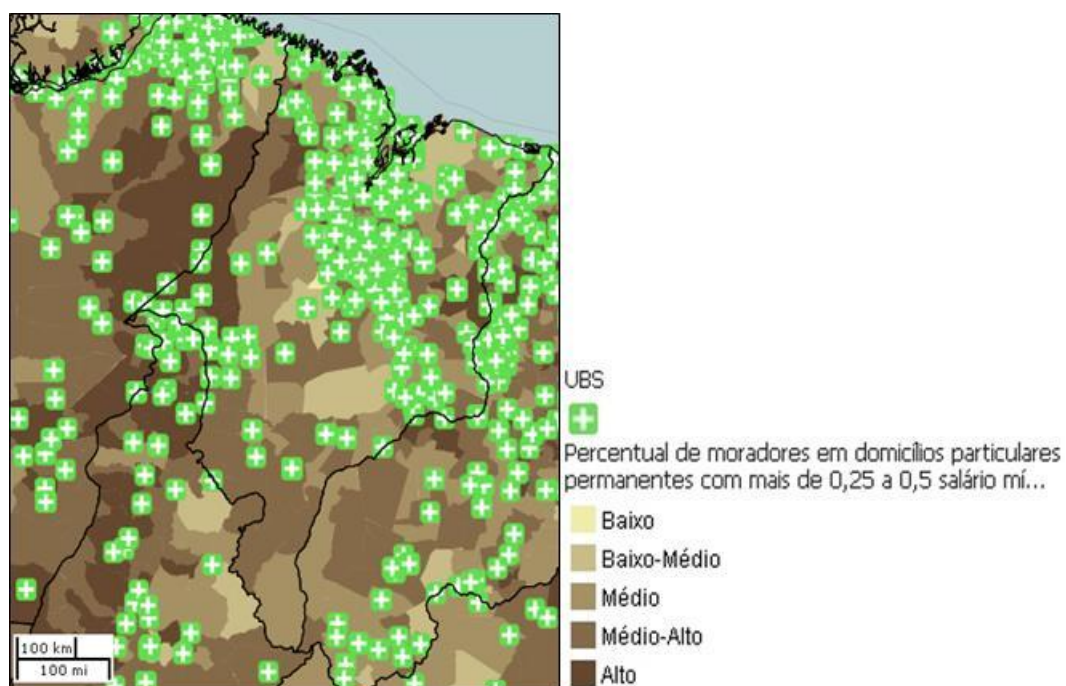 100 km
100 mi
UBS
Percentual de moradores em domicílios particulares
permanentes com mais de 0,25 a 0,5 salário mí...
Baixo
Baixo-Médio
Médio
Médio-Alto
Alto